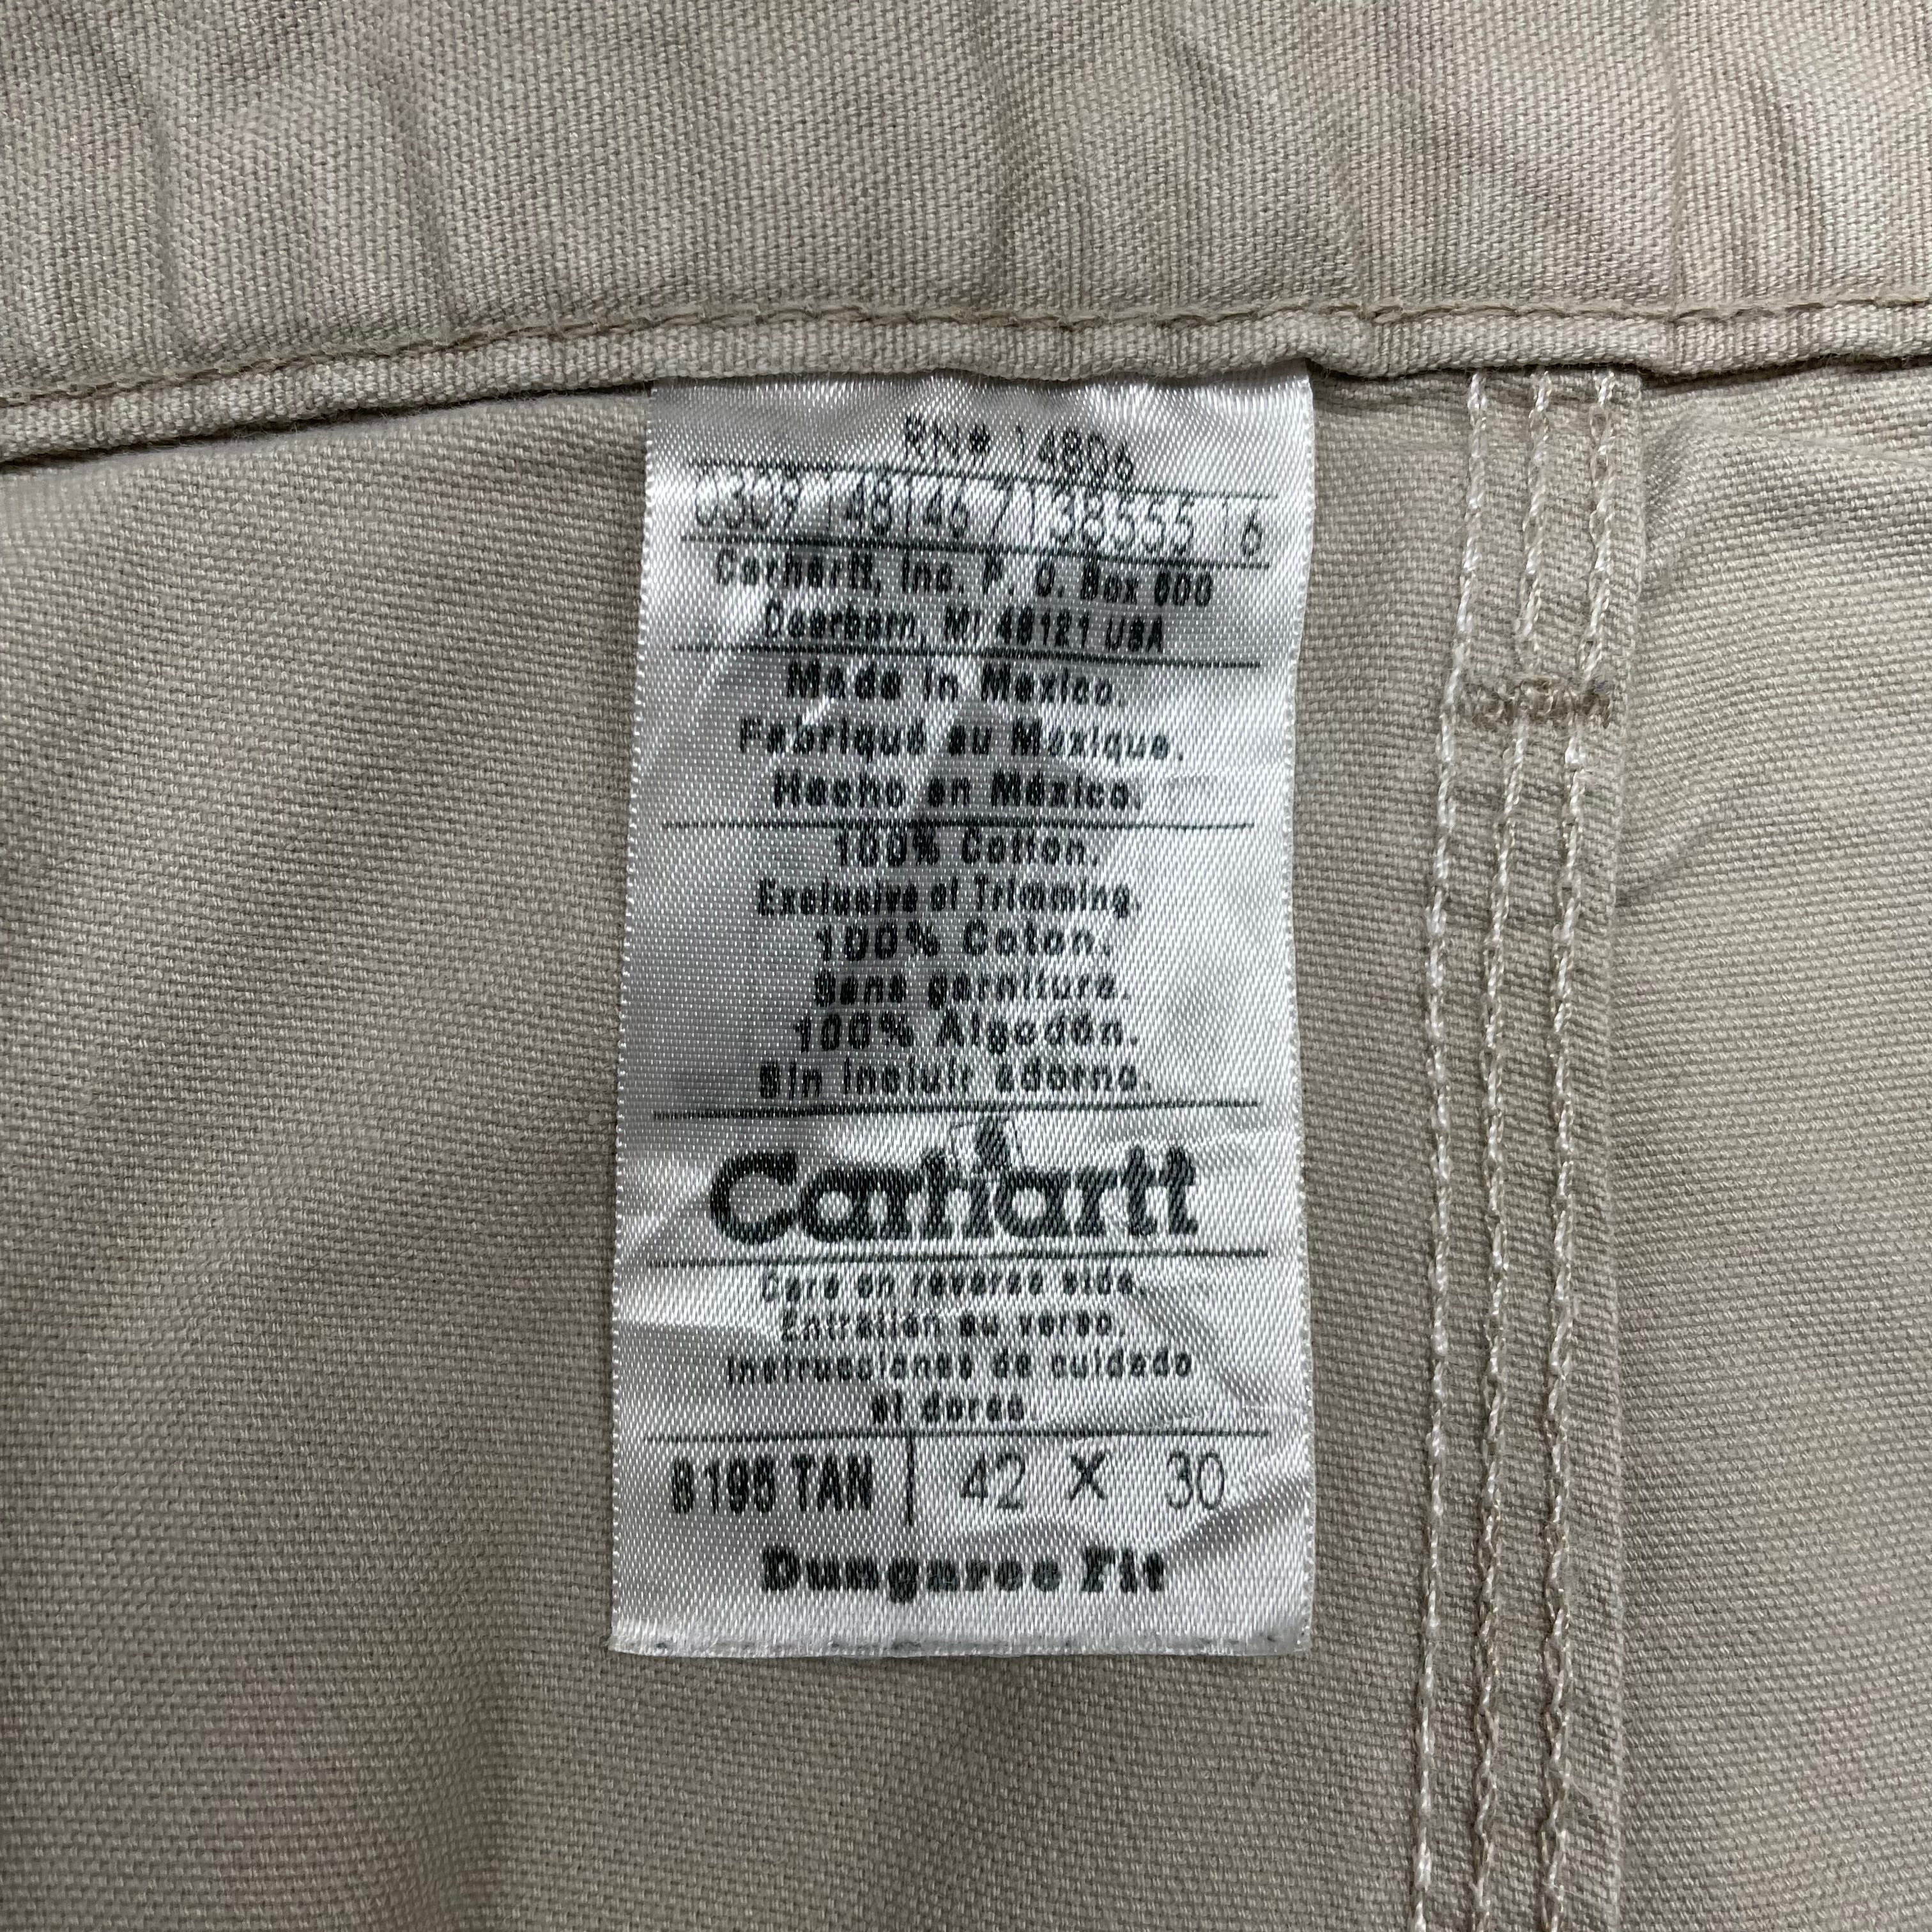 RN# 14806
0309 148146 / 138555 16
Carhartt, Inc. P. O. Box 600
Dearborn, MI 48121 USA
Made in Mexico.
Fabriqué au Mexique.
Hecho en México.
100% Cotton.
Exclusive of Trimming.
100% Coton.
Sans garniture.
100% Algodón.
Sin incluir adorno.
Carhartt
Care on reverse side.
Entretien au verso.
Instrucciones de cuidado
al dorso
8195 TAN 42 X 30
Dungaree Fit